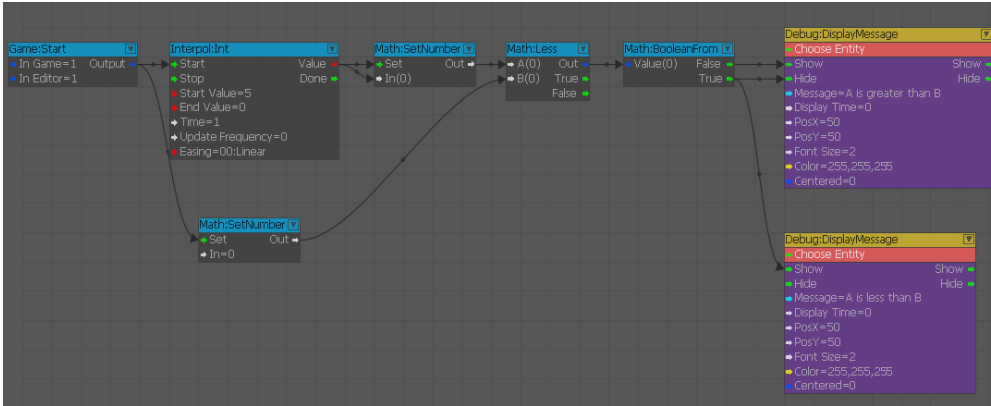 Game:Start
In Game=1 Output
In Editor=1
Interpol:Int
Start Value
Stop Done
Start Value=5
End Value=0
Time=1
Update Frequency=0
Easing=00:Linear
Math:SetNumber
Set Out
In(0)
Math:Less
A(0) Out
B(0) True
False
Math:BooleanFrom
Value(0) False
True
Debug:DisplayMessage
Choose Entity
Show Show
Hide Hide
Message=A is greater than B
Display Time=0
PosX=50
PosY=50
Font Size=2
Color=255,255,255
Centered=0
Math:SetNumber
Set Out
In=0
Debug:DisplayMessage
Choose Entity
Show Show
Hide Hide
Message=A is less than B
Display Time=0
PosX=50
PosY=50
Font Size=2
Color=255,255,255
Centered=0